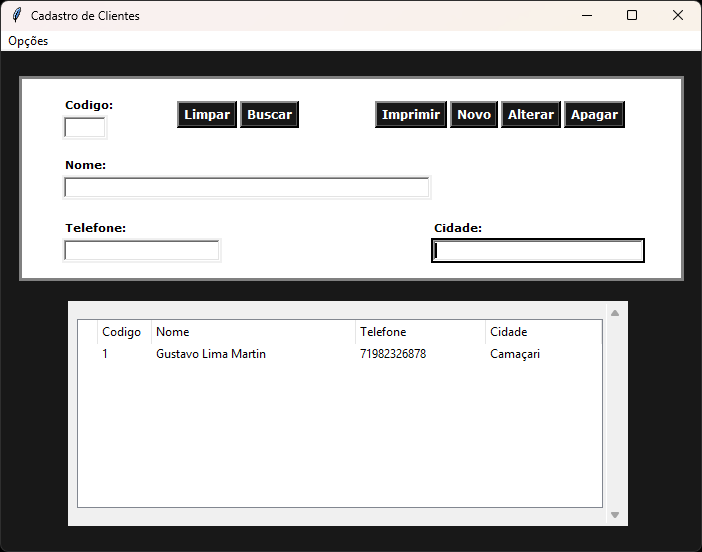 Cadastro de Clientes
Opções
Codigo:
Limpar Buscar Imprimir Novo Alterar Apagar
Nome:
Telefone: Cidade:
Codigo Nome Telefone Cidade
1 Gustavo Lima Martin 71982326878 Camaçari